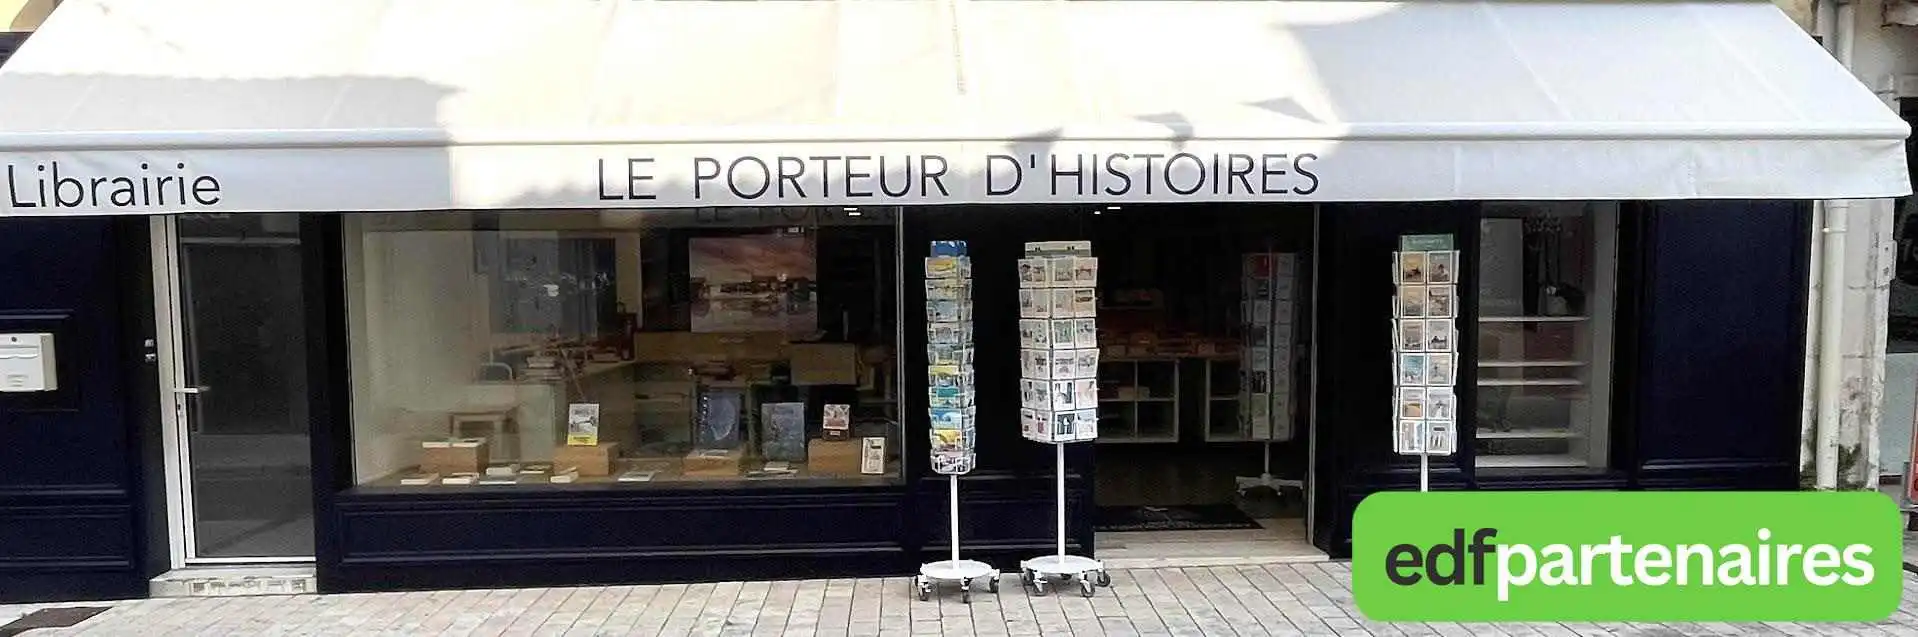 Librairie
LE PORTEUR D'HISTOIRES
edfpartenaires